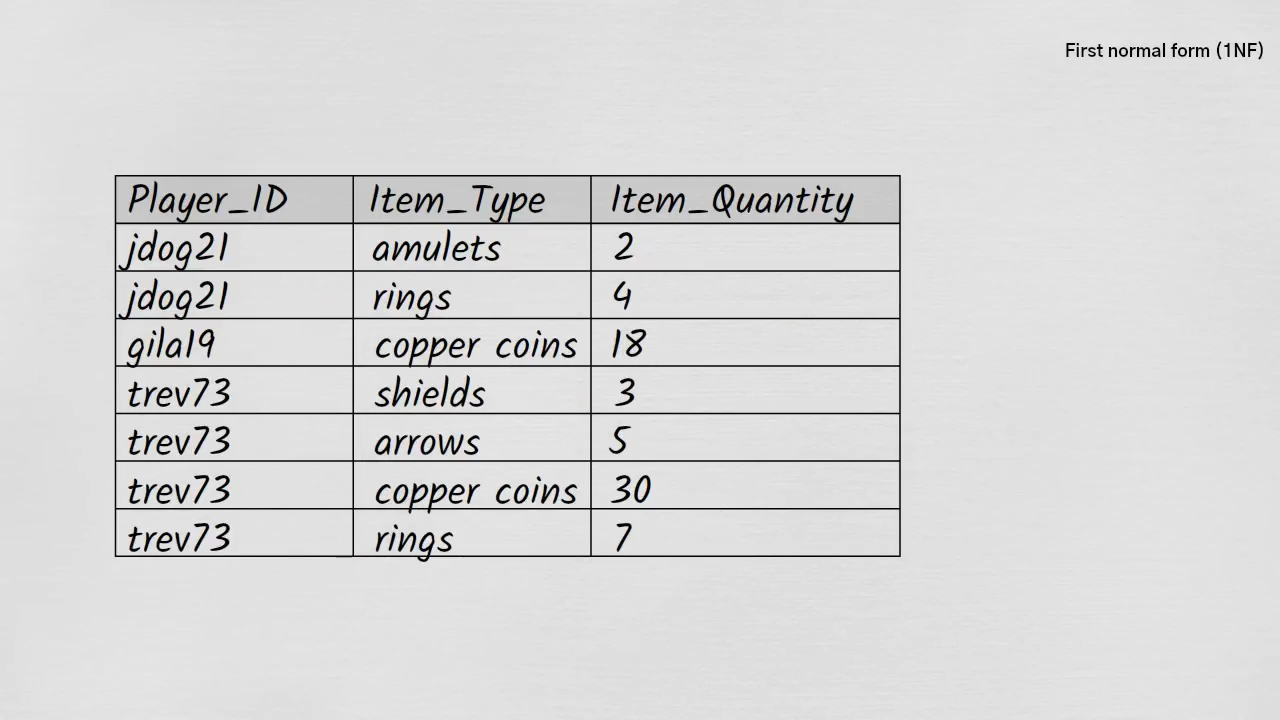 First normal form (1NF)
Player_ID Item_Type Item_Quantity
jdog21 amulets 2
jdog21 rings 4
gila19 copper coins 18
trev73 shields 3
trev73 arrows 5
trev73 copper coins 30
trev73 rings 7